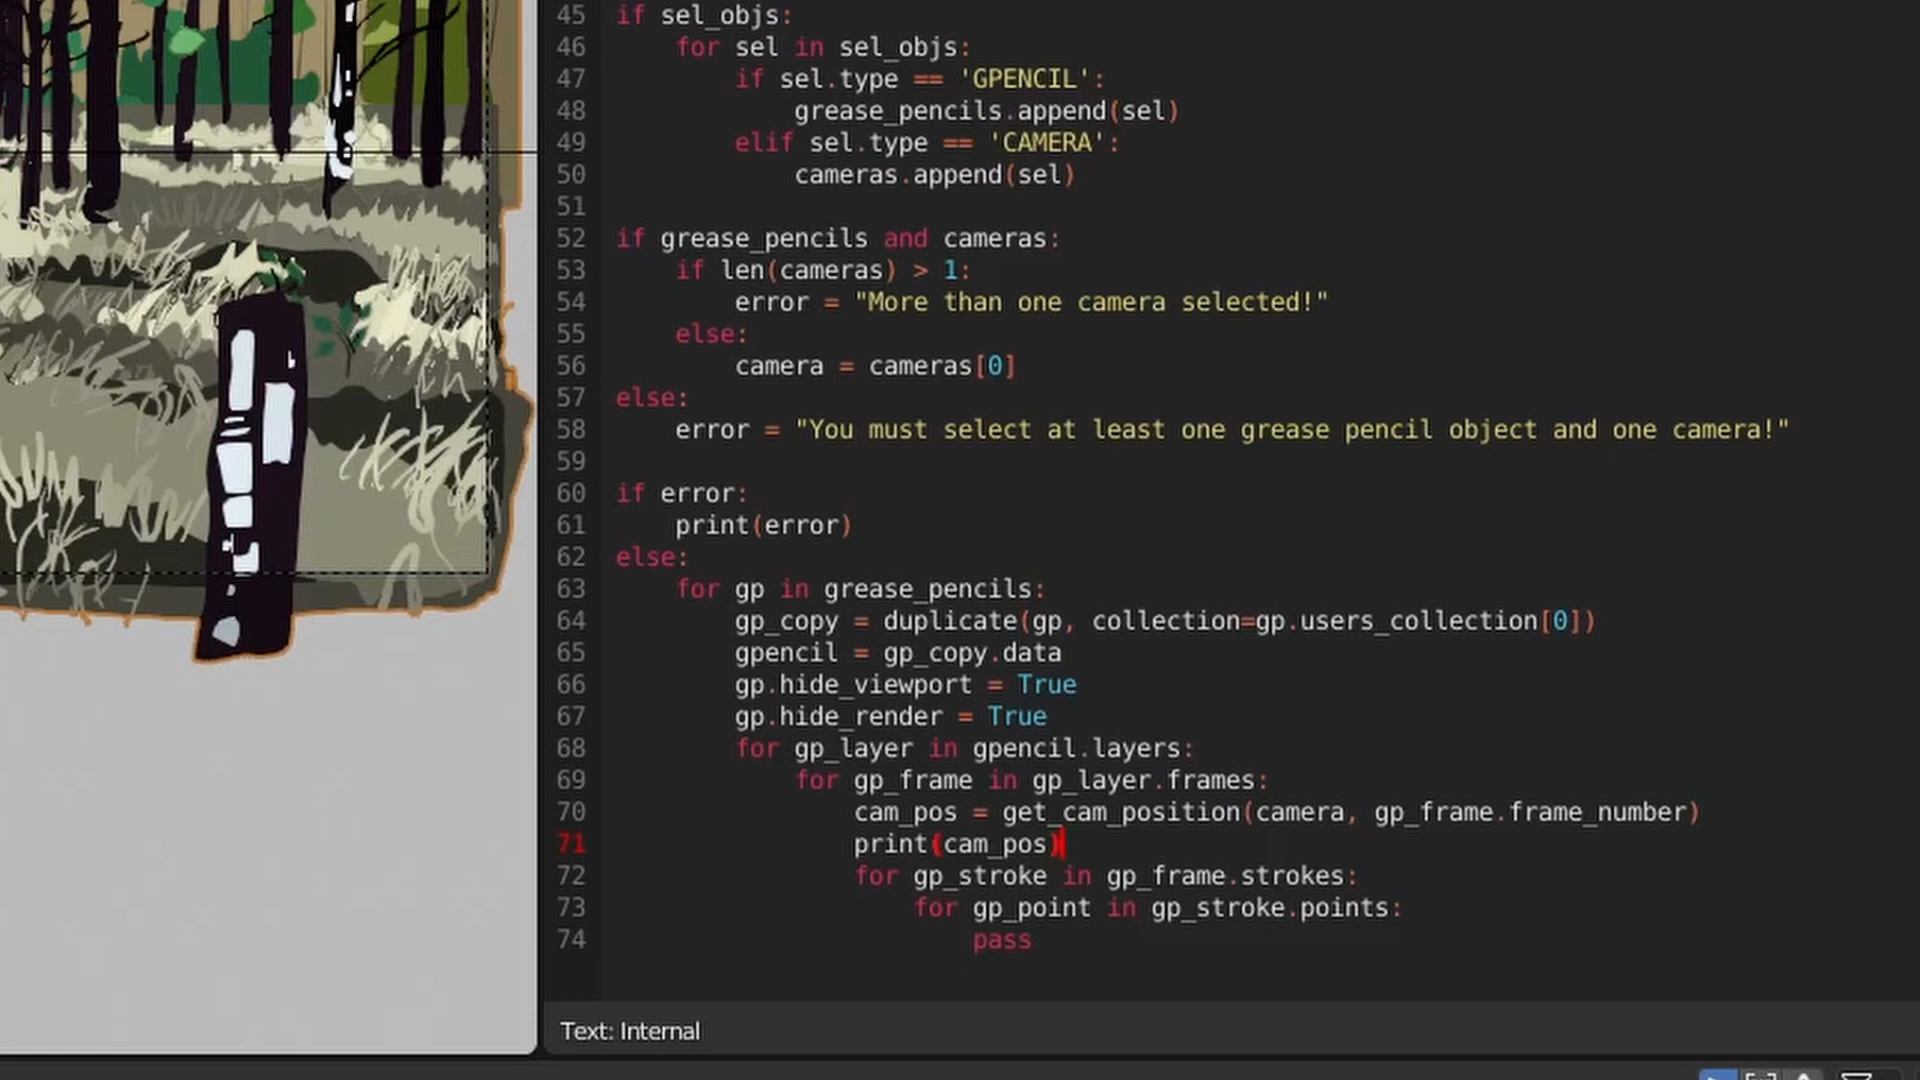 45 if sel_objs:
46 for sel in sel_objs:
47 if sel.type == 'GPENCIL':
48 grease_pencils.append(sel)
49 elif sel.type == 'CAMERA':
50 cameras.append(sel)
51
52 if grease_pencils and cameras:
53 if len(cameras) > 1:
54 error = "More than one camera selected!"
55 else:
56 camera = cameras[0]
57 else:
58 error = "You must select at least one grease pencil object and one camera!"
59
60 if error:
61 print(error)
62 else:
63 for gp in grease_pencils:
64 gp_copy = duplicate(gp, collection=gp.users_collection[0])
65 gpencil = gp_copy.data
66 gp.hide_viewport = True
67 gp.hide_render = True
68 for gp_layer in gpencil.layers:
69 for gp_frame in gp_layer.frames:
70 cam_pos = get_cam_position(camera, gp_frame.frame_number)
71 print(cam_pos)
72 for gp_stroke in gp_frame.strokes:
73 for gp_point in gp_stroke.points:
74 pass
Text: Internal